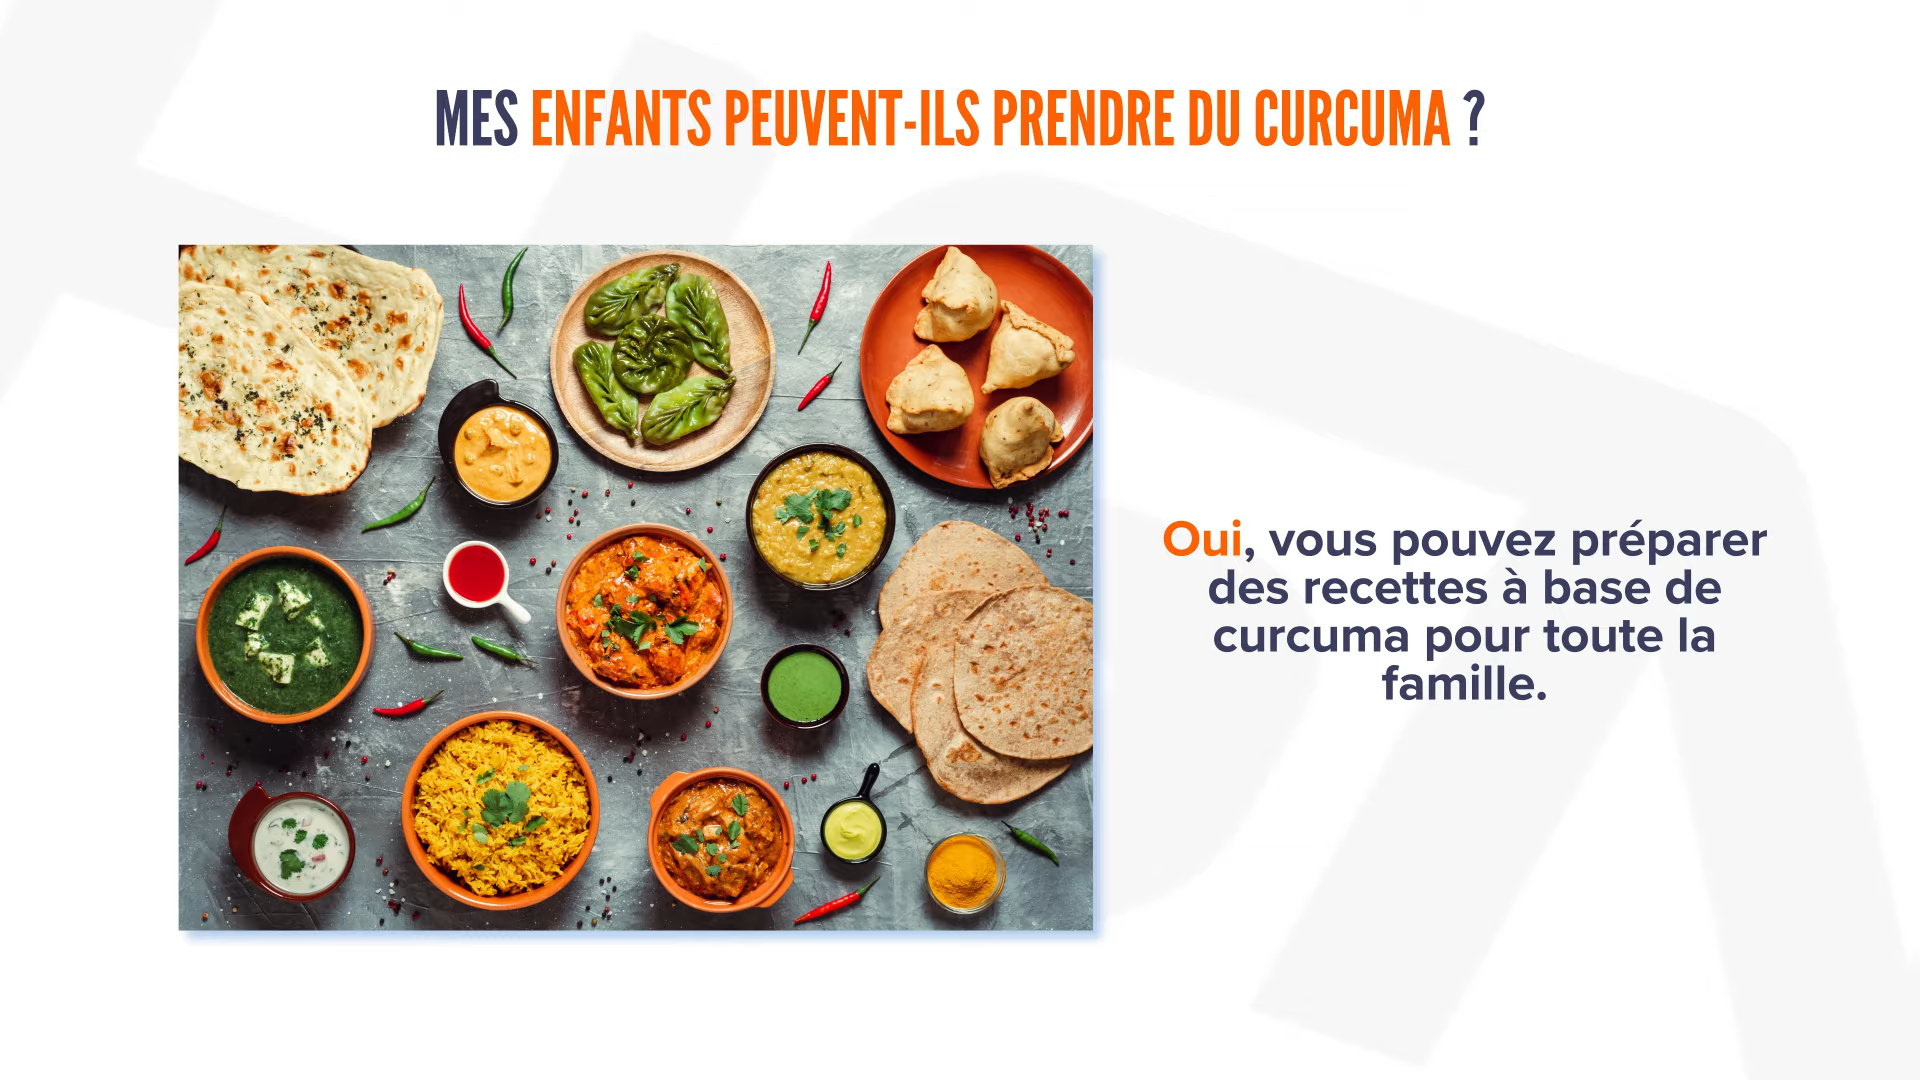 MES ENFANTS PEUVENT-ILS PRENDRE DU CURCUMA ?
Oui, vous pouvez préparer
des recettes à base de
curcuma pour toute la
famille.